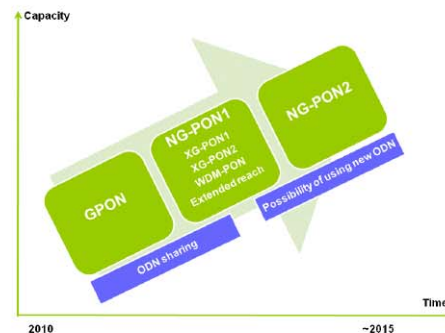 Capacity
NG-PON2
NG-PON1
XG-PON1
XG-PON2
WDM-PON
Extended reach
GPON
Possibility of using new ODN
ODN sharing
Time
2010
~2015